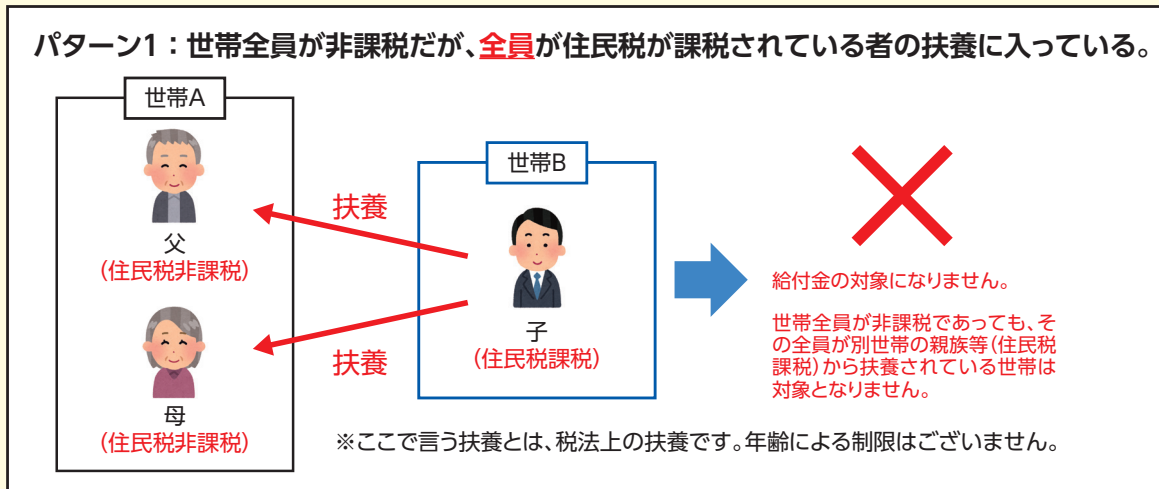 パターン1：世帯全員が非課税だが、全員が住民税が課税されている者の扶養に入っている。
世帯A
父
(住民税非課税)
母
(住民税非課税)
扶養
扶養
世帯B
子
(住民税課税)
給付金の対象になりません。
世帯全員が非課税であっても、そ
の全員が別世帯の親族等(住民税
課税)から扶養されている世帯は
対象となりません。
※ここで言う扶養とは、税法上の扶養です。年齢による制限はございません。